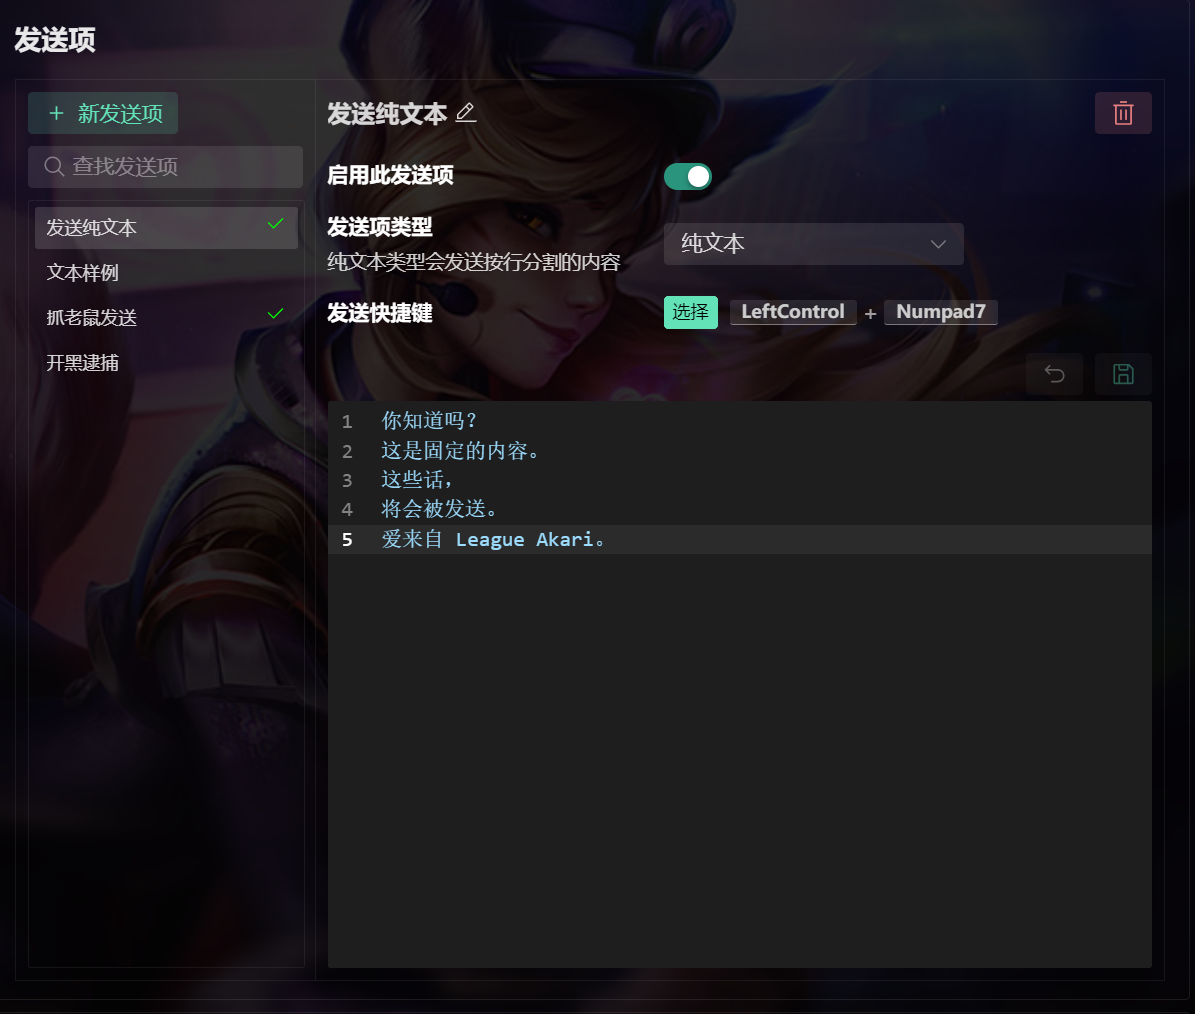 发送项
新发送项
查找发送项
发送纯文本
文本样例
抓老鼠发送
开黑逮捕
发送纯文本
启用此发送项
发送项类型
纯文本类型会发送按行分割的内容
纯文本
发送快捷键
选择 LeftControl + Numpad7
1 你知道吗?
2 这是固定的内容。
3 这些话,
4 将会被发送。
5 爱来自 League Akari。